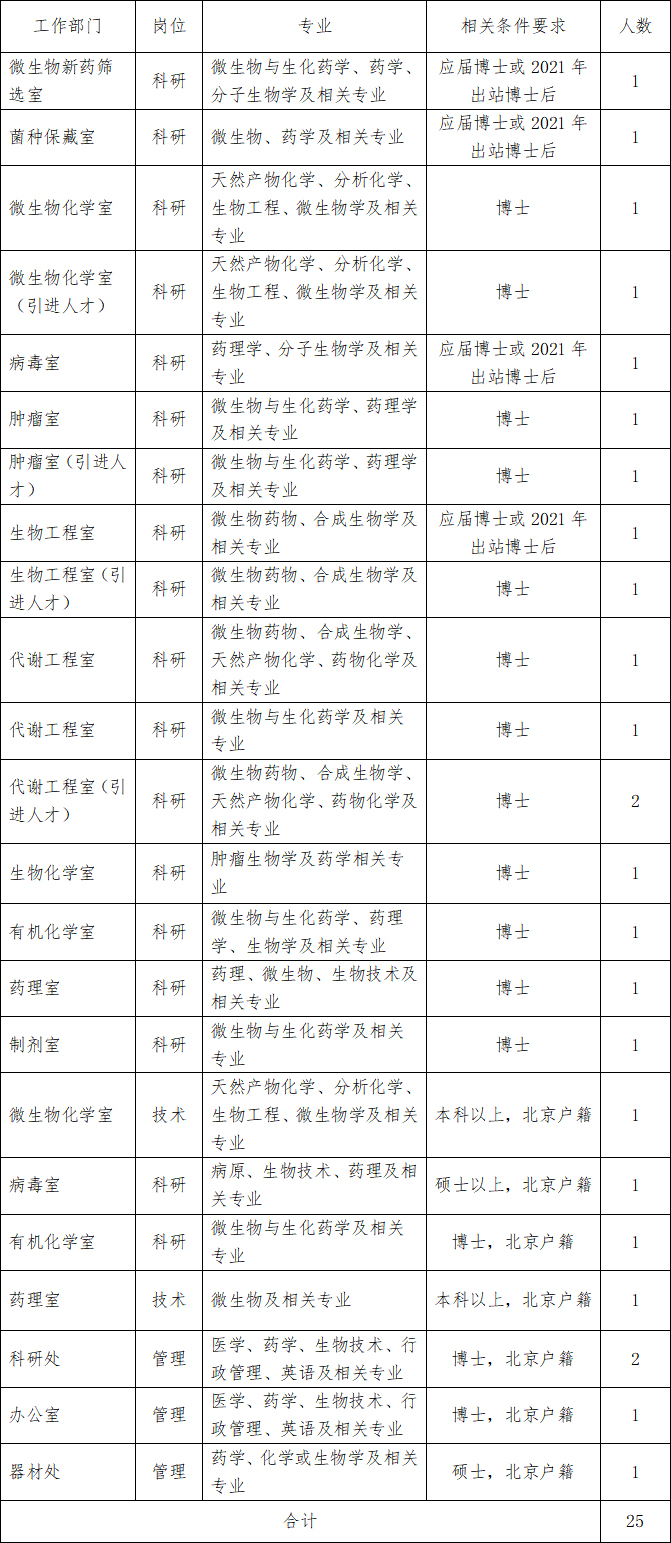 工作部门 岗位 专业 相关条件要求 人数
微生物新药筛选室 科研 微生物与生化药学、药学、分子生物学及相关专业 应届博士或 2021 年出站博士后 1
菌种保藏室 科研 微生物、药学及相关专业 应届博士或 2021 年出站博士后 1
微生物化学室 科研 天然产物化学、分析化学、生物工程、微生物学及相关专业 博士 1
微生物化学室（引进人才） 科研 天然产物化学、分析化学、生物工程、微生物学及相关专业 博士 1
病毒室 科研 药理学、分子生物学及相关专业 应届博士或 2021 年出站博士后 1
肿瘤室 科研 微生物与生化药学、药理学及相关专业 博士 1
肿瘤室（引进人才） 科研 微生物与生化药学、药理学及相关专业 博士 1
生物工程室 科研 微生物药物、合成生物学及相关专业 应届博士或 2021 年出站博士后 1
生物工程室（引进人才） 科研 微生物药物、合成生物学及相关专业 博士 1
代谢工程室 科研 微生物药物、合成生物学、天然产物化学、药物化学及相关专业 博士 1
代谢工程室 科研 微生物与生化药学及相关专业 博士 1
代谢工程室（引进人才） 科研 微生物药物、合成生物学、天然产物化学、药物化学及相关专业 博士 2
生物化学室 科研 肿瘤生物学及药学相关专业 博士 1
有机化学室 科研 微生物与生化药学、药理学、生物学及相关专业 博士 1
药理室 科研 药理、微生物、生物技术及相关专业 博士 1
制剂室 科研 微生物与生化药学及相关专业 博士 1
微生物化学室 技术 天然产物化学、分析化学、生物工程、微生物学及相关专业 本科以上，北京户籍 1
病毒室 科研 病原、生物技术、药理及相关专业 硕士以上，北京户籍 1
有机化学室 科研 微生物与生化药学及相关专业 博士，北京户籍 1
药理室 技术 微生物及相关专业 本科以上，北京户籍 1
科研处 管理 医学、药学、生物技术、行政管理、英语及相关专业 博士，北京户籍 2
办公室 管理 医学、药学、生物技术、行政管理、英语及相关专业 博士，北京户籍 1
器材处 管理 药学、化学或生物学及相关专业 硕士，北京户籍 1
合计 25